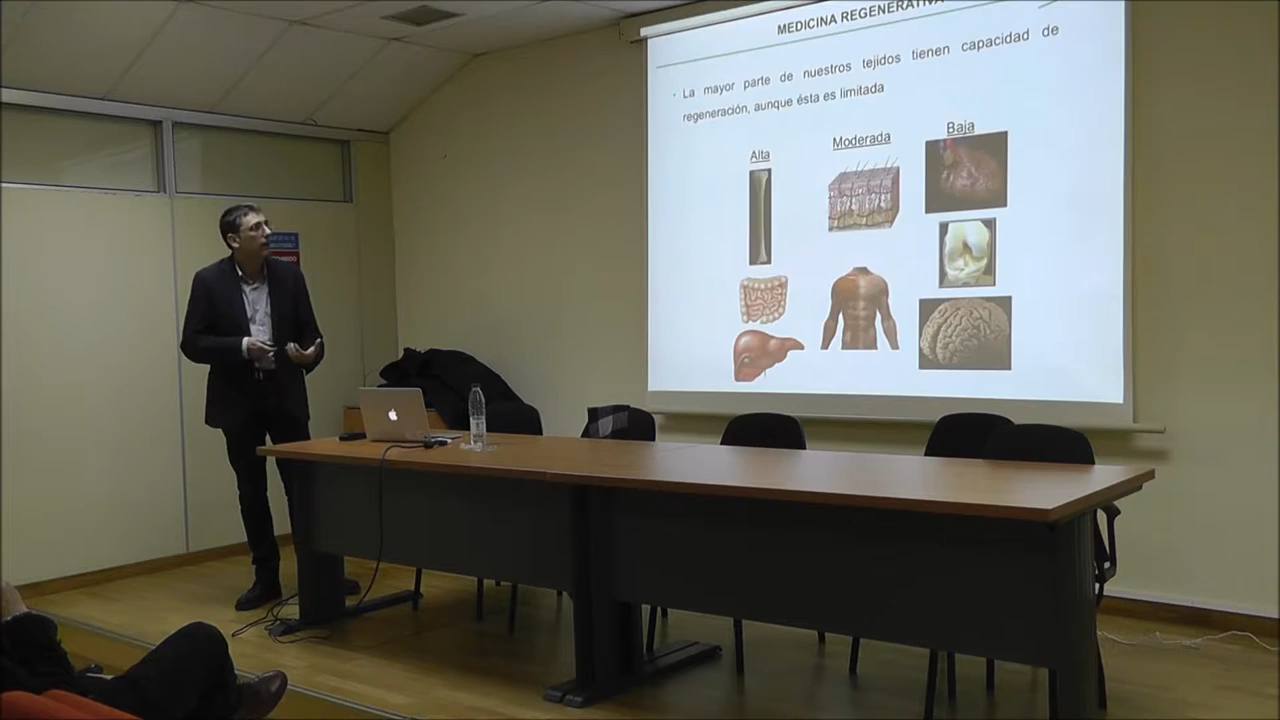 MEDICINA REGENERATIVA
La mayor parte de nuestros tejidos tienen capacidad de
regeneración, aunque ésta es limitada
Alta
Moderada
Baja